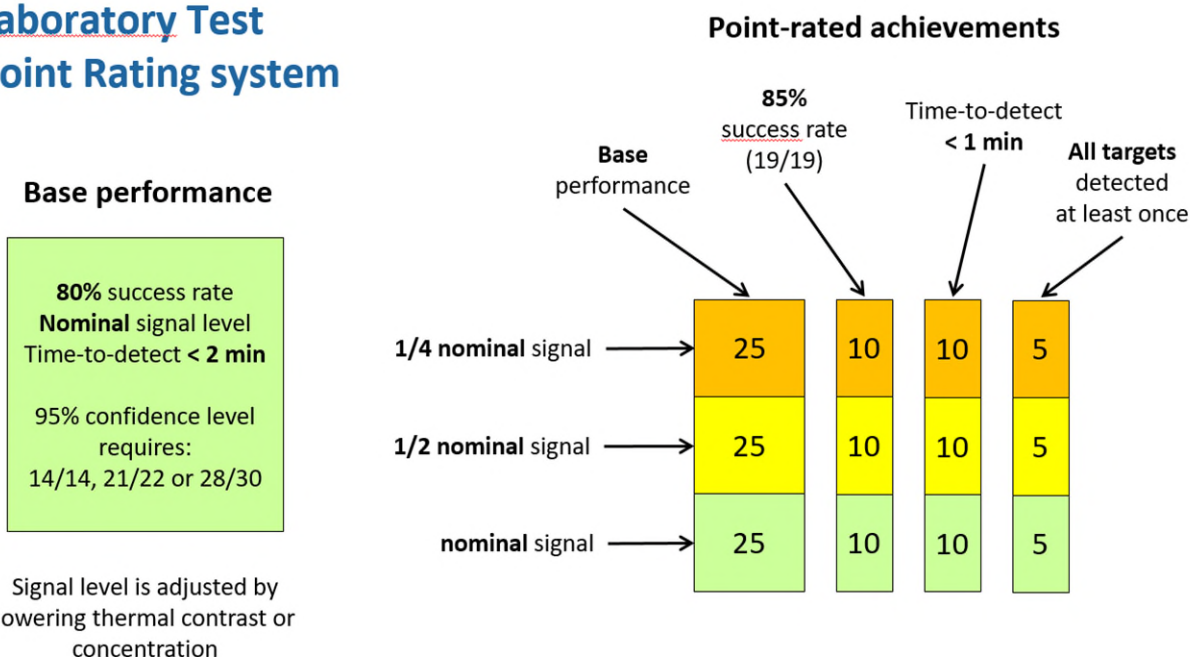 aboratory Test
oint Rating system
Base performance
80% success rate
Nominal signal level
Time-to-detect < 2 min
95% confidence level
requires:
14/14, 21/22 or 28/30
Signal level is adjusted by
owering thermal contrast or
concentration
Point-rated achievements
Base
performance
85%
success rate
(19/19)
Time-to-detect
< 1 min
All targets
detected
at least once
1/4 nominal signal
25 10 10 5
1/2 nominal signal
25 10 10 5
nominal signal
25 10 10 5